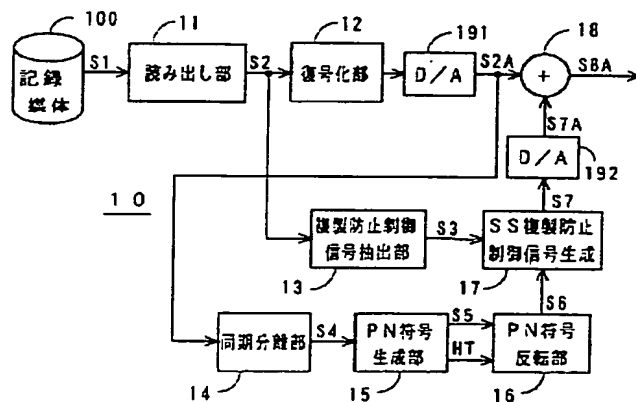 100
11
12
191
18
記録
媒体
S1
読み出し部
S2
復号化部
D/A
S2A
+
S8A
S7A
D/A
192
10
複製防止制御
信号抽出部
S3
S7
SS複製防止
制御信号生成
13
17
S6
同期分離部
S4
PN符号
生成部
S5
HT
PN符号
反転部
14
15
16